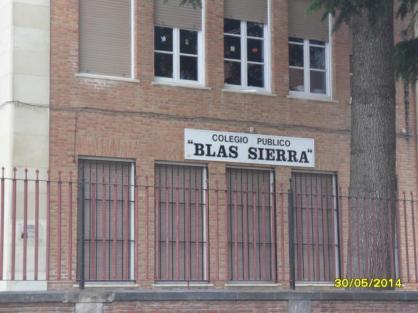 COLEGIO PUBLICO
"BLAS SIERRA"
30/05/2014